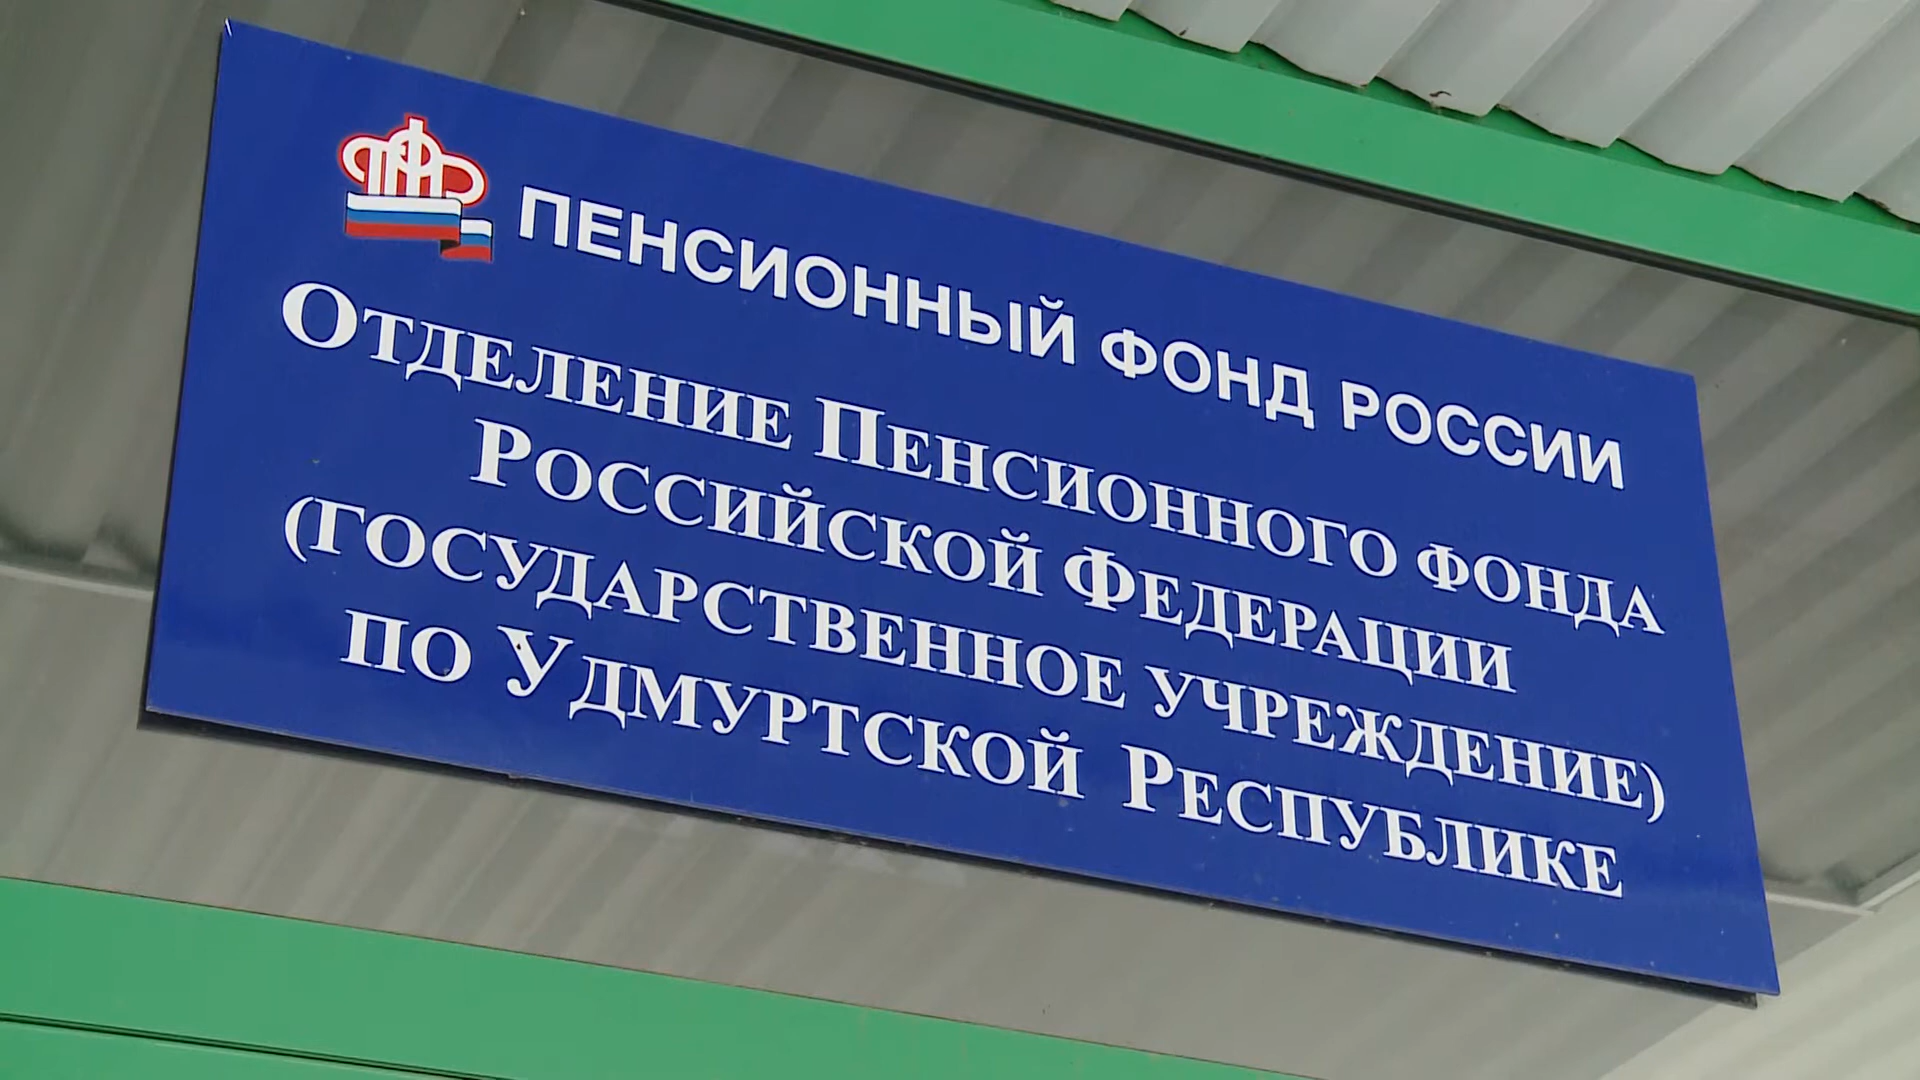 ПЕНСИОННЫЙ ФОНД РОССИИ
ОТДЕЛЕНИЕ ПЕНСИОННОГО ФОНДА
РОССИЙСКОЙ ФЕДЕРАЦИИ
(ГОСУДАРСТВЕННОЕ УЧРЕЖДЕНИЕ)
ПО УДМУРТСКОЙ РЕСПУБЛИКЕ